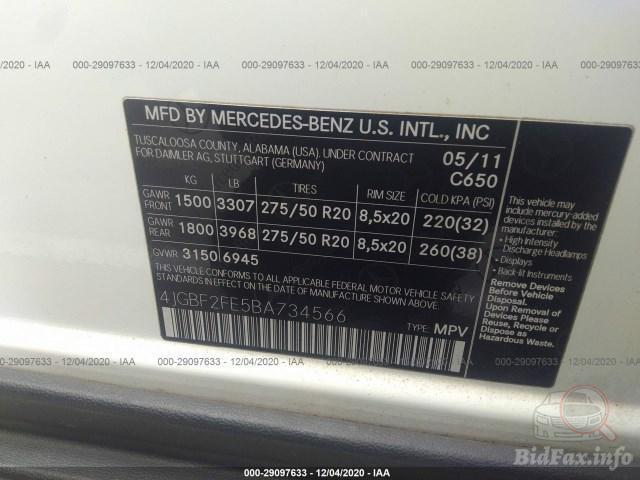 000-29097633 - 12/04/2020 - IAA
MFD BY MERCEDES-BENZ U.S. INTL., INC
TUSCALOOSA COUNTY, ALABAMA (USA). UNDER CONTRACT
FOR DAIMLER AG, STUTTGART (GERMANY)
05/11
C650
KG LB TIRES RIM SIZE COLD KPA (PSI)
GAWR FRONT 1500 3307 275/50 R20 8,5x20 220(32)
GAWR REAR 1800 3968 275/50 R20 8,5x20 260(38)
GVWR 3150 6945
THIS VEHICLE CONFORMS TO ALL APPLICABLE FEDERAL MOTOR VEHICLE SAFETY
STANDARDS IN EFFECT ON THE DATE OF MANUFACTURE SHOWN ABOVE
4JGBF2FE5BA734566
TYPE: MPV
This vehicle may
include mercury-added
devices installed by the
manufacturer:
• High Intensity
Discharge Headlamps
• Displays
• Back-lit Instruments
Remove Devices
Before Vehicle
Disposal.
Upon Removal of
Devices Please
Reuse, Recycle or
Dispose as
Hazardous Waste.
BidFax.info
000-29097633 - 12/04/2020 - IAA